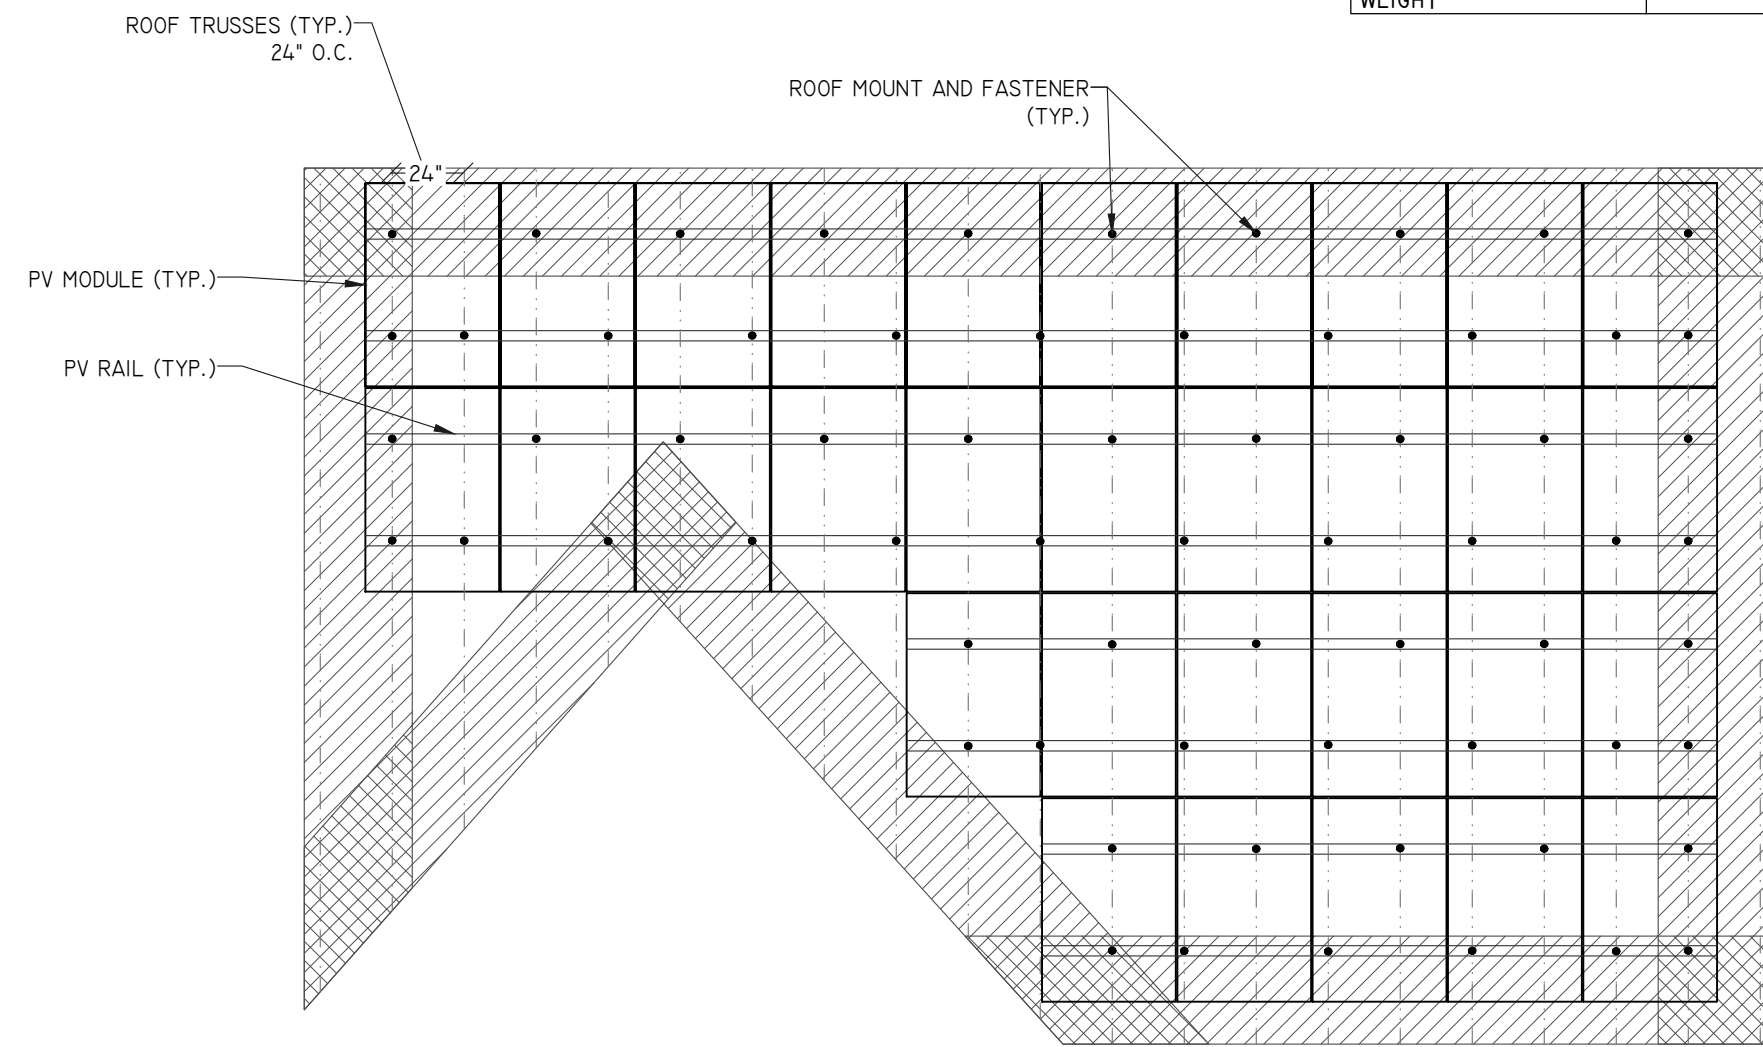 WEIGHT
ROOF TRUSSES (TYP.)
24" O.C.
ROOF MOUNT AND FASTENER
(TYP.)
24"
PV MODULE (TYP.)
PV RAIL (TYP.)